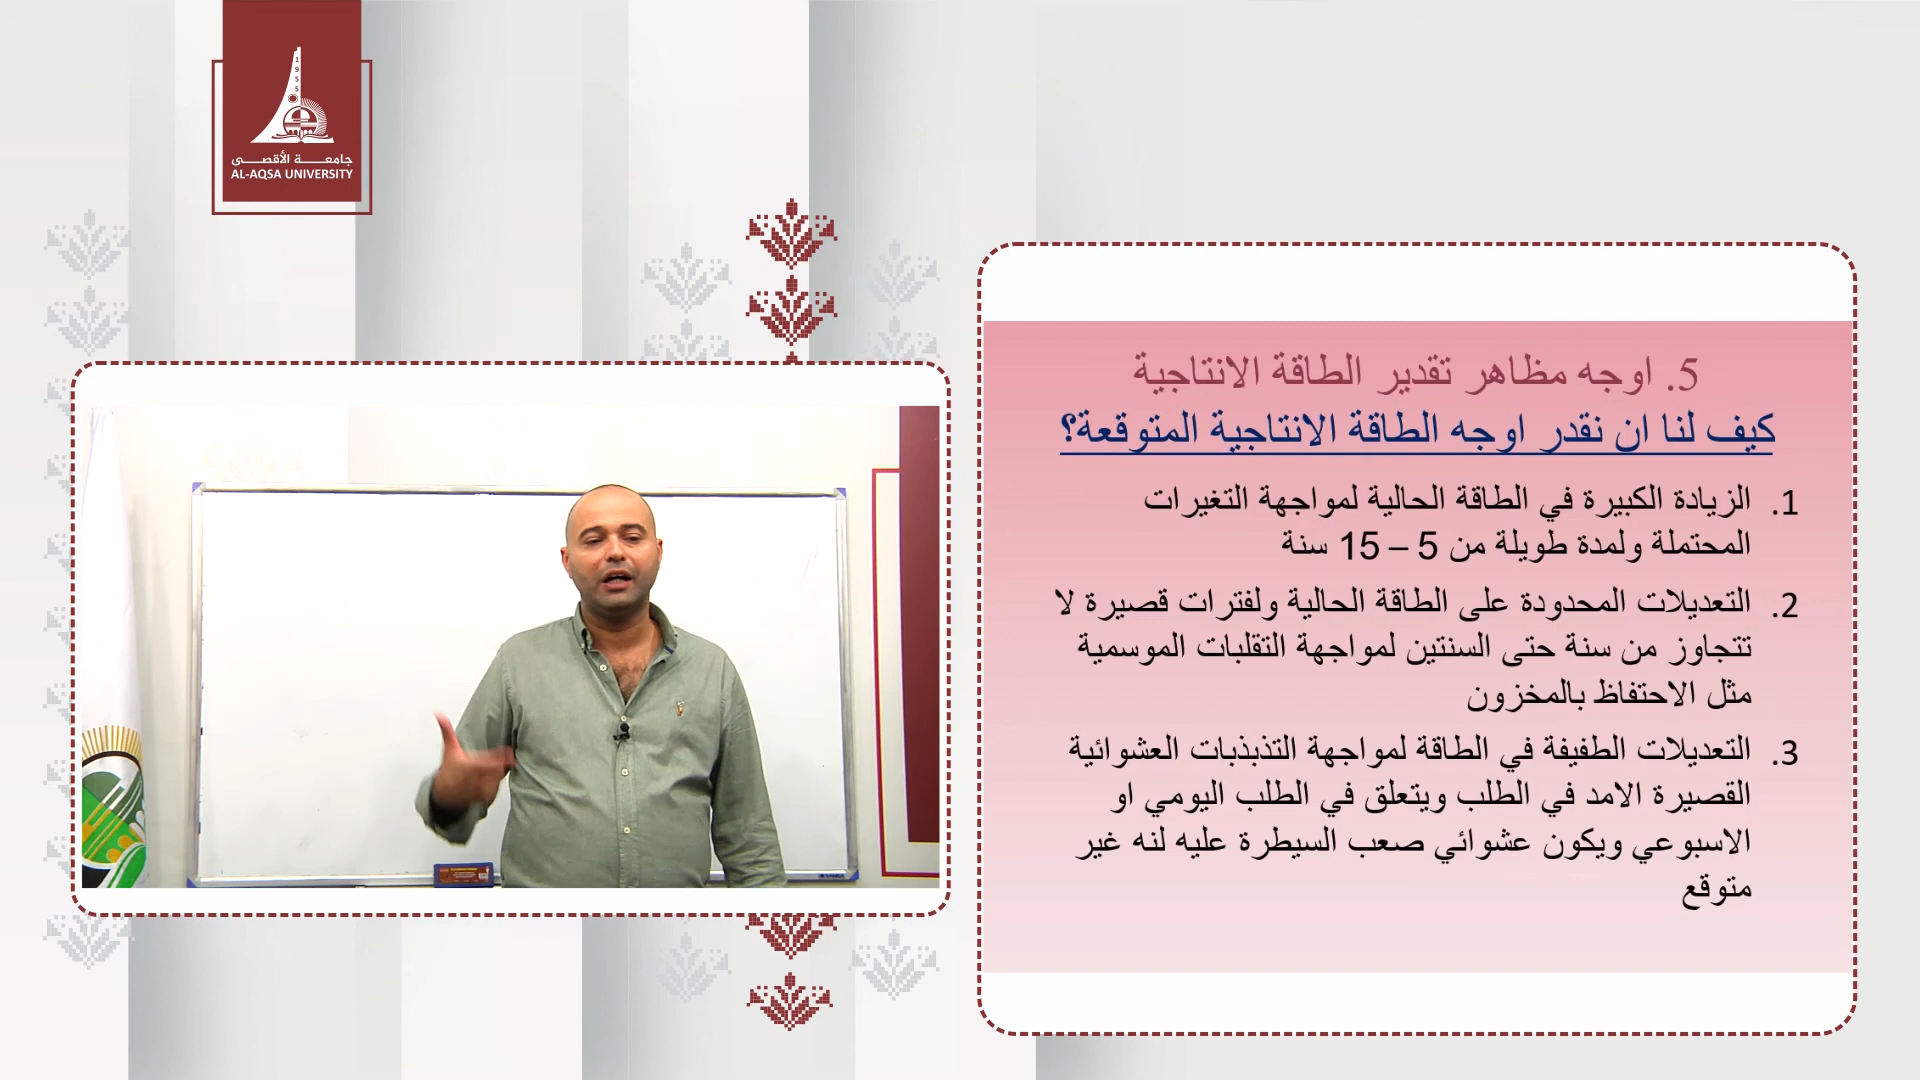 1955
جامعة الأقصى
AL-AQSA UNIVERSITY
5. اوجه مظاهر تقدير الطاقة الانتاجية
كيف لنا ان نقدر اوجه الطاقة الانتاجية المتوقعة؟
1. الزيادة الكبيرة في الطاقة الحالية لمواجهة التغيرات
المحتملة ولمدة طويلة من 5 – 15 سنة
2. التعديلات المحدودة على الطاقة الحالية ولفترات قصيرة لا
تتجاوز من سنة حتى السنتين لمواجهة التقلبات الموسمية
مثل الاحتفاظ بالمخزون
3. التعديلات الطفيفة في الطاقة لمواجهة التذبذبات العشوائية
القصيرة الامد في الطلب ويتعلق في الطلب اليومي او
الاسبوعي ويكون عشوائي صعب السيطرة عليه لنه غير
متوقع